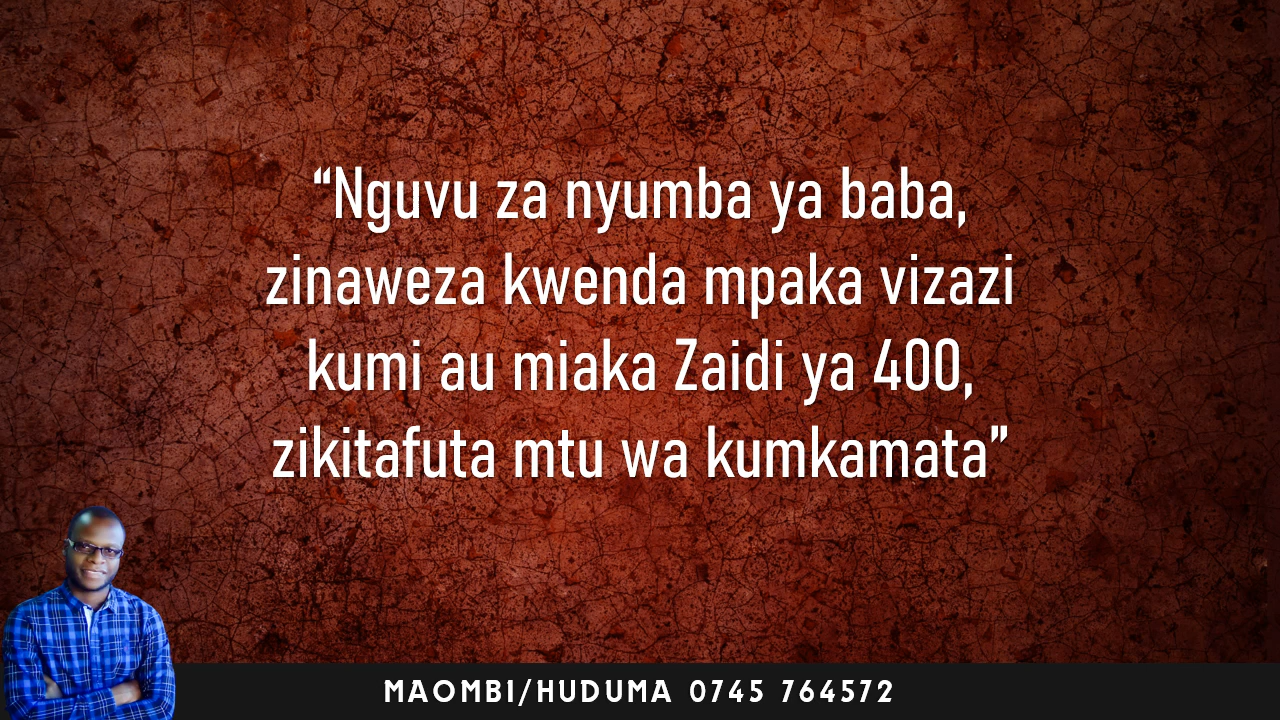 “Nguvu za nyumba ya baba,
zinaweza kwenda mpaka vizazi
kumi au miaka Zaidi ya 400,
zikitafuta mtu wa kumkamata”
MAOMBI/HUDUMA 0745 764572